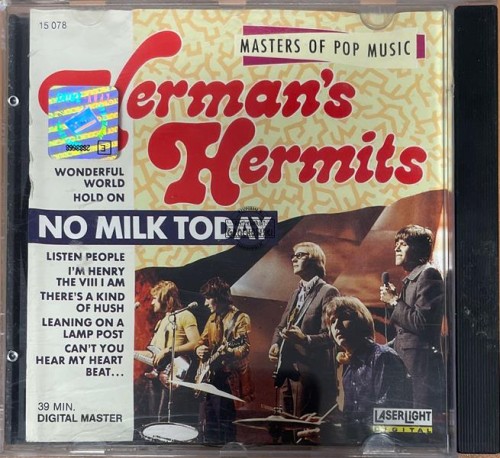 15 078
MASTERS OF POP MUSIC
Herman's
Hermits
WONDERFUL
WORLD
HOLD ON
NO MILK TODAY
LISTEN PEOPLE
I'M HENRY
THE VIII I AM
THERE'S A KIND
OF HUSH
LEANING ON A
LAMP POST
CAN'T YOU
HEAR MY HEART
BEAT...
39 MIN.
DIGITAL MASTER
LASERLIGHT
DIGITAL